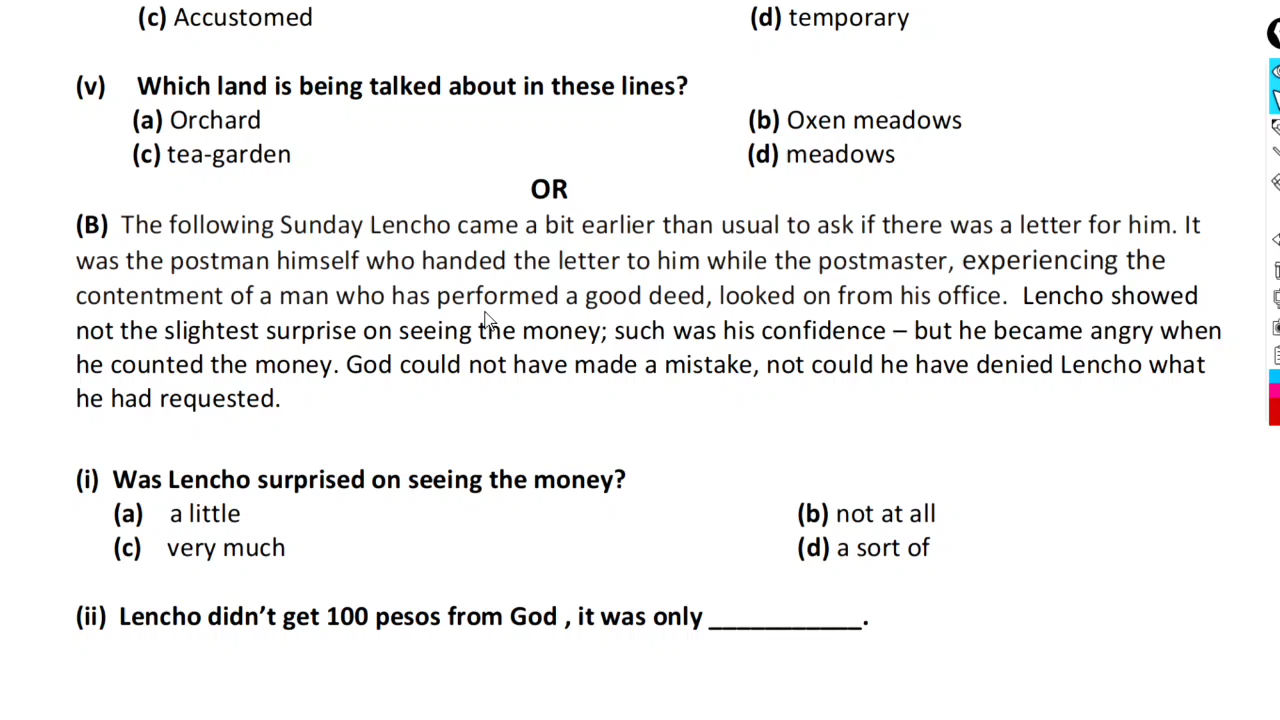 (c) Accustomed (d) temporary
(v) Which land is being talked about in these lines?
(a) Orchard (b) Oxen meadows
(c) tea-garden (d) meadows
OR
(B) The following Sunday Lencho came a bit earlier than usual to ask if there was a letter for him. It
was the postman himself who handed the letter to him while the postmaster, experiencing the
contentment of a man who has performed a good deed, looked on from his office. Lencho showed
not the slightest surprise on seeing the money; such was his confidence – but he became angry when
he counted the money. God could not have made a mistake, not could he have denied Lencho what
he had requested.
(i) Was Lencho surprised on seeing the money?
(a) a little (b) not at all
(c) very much (d) a sort of
(ii) Lencho didn’t get 100 pesos from God , it was only ___________.